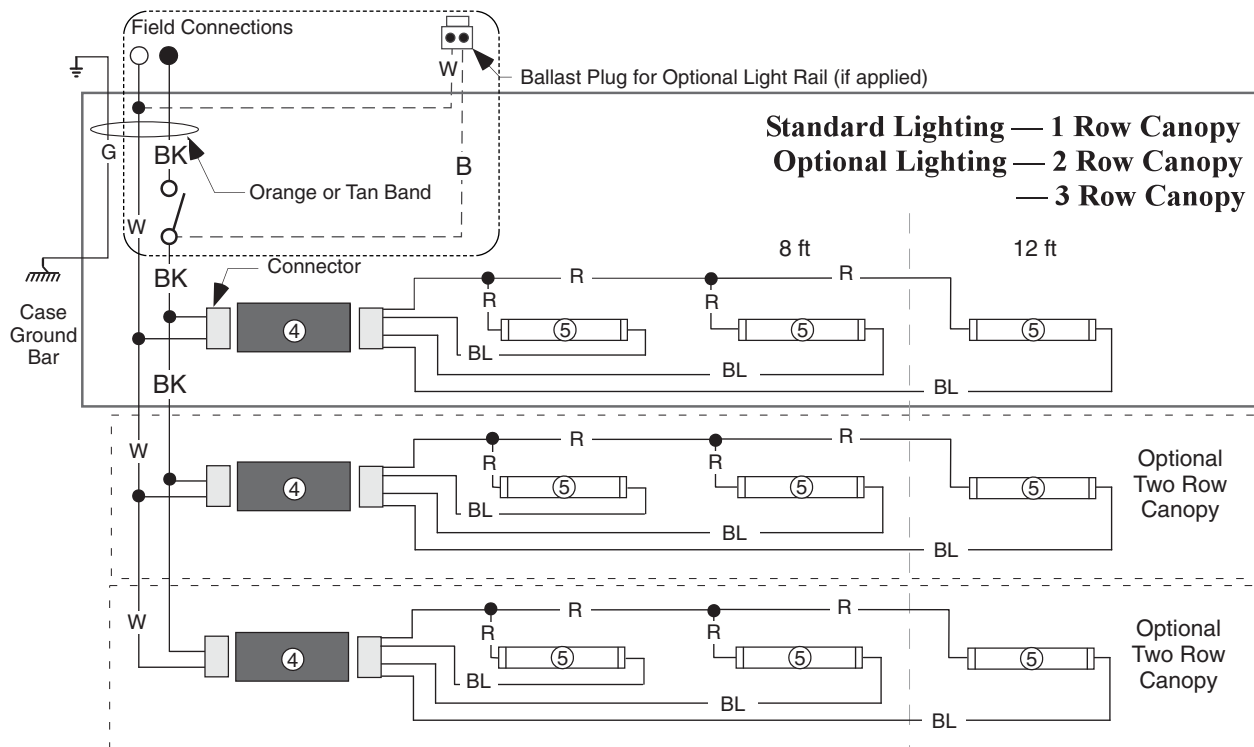 Field Connections
W
Ballast Plug for Optional Light Rail (if applied)
Standard Lighting — 1 Row Canopy
Optional Lighting — 2 Row Canopy
— 3 Row Canopy
G
BK
B
Orange or Tan Band
W
8 ft
12 ft
BK
Connector
R
R
R
R
Case
Ground
Bar
4
5
5
5
BL
BL
BL
BK
W
R
R
R
R
4
5
5
5
BL
BL
BL
Optional
Two Row
Canopy
W
R
R
R
R
4
5
5
5
BL
BL
BL
Optional
Two Row
Canopy